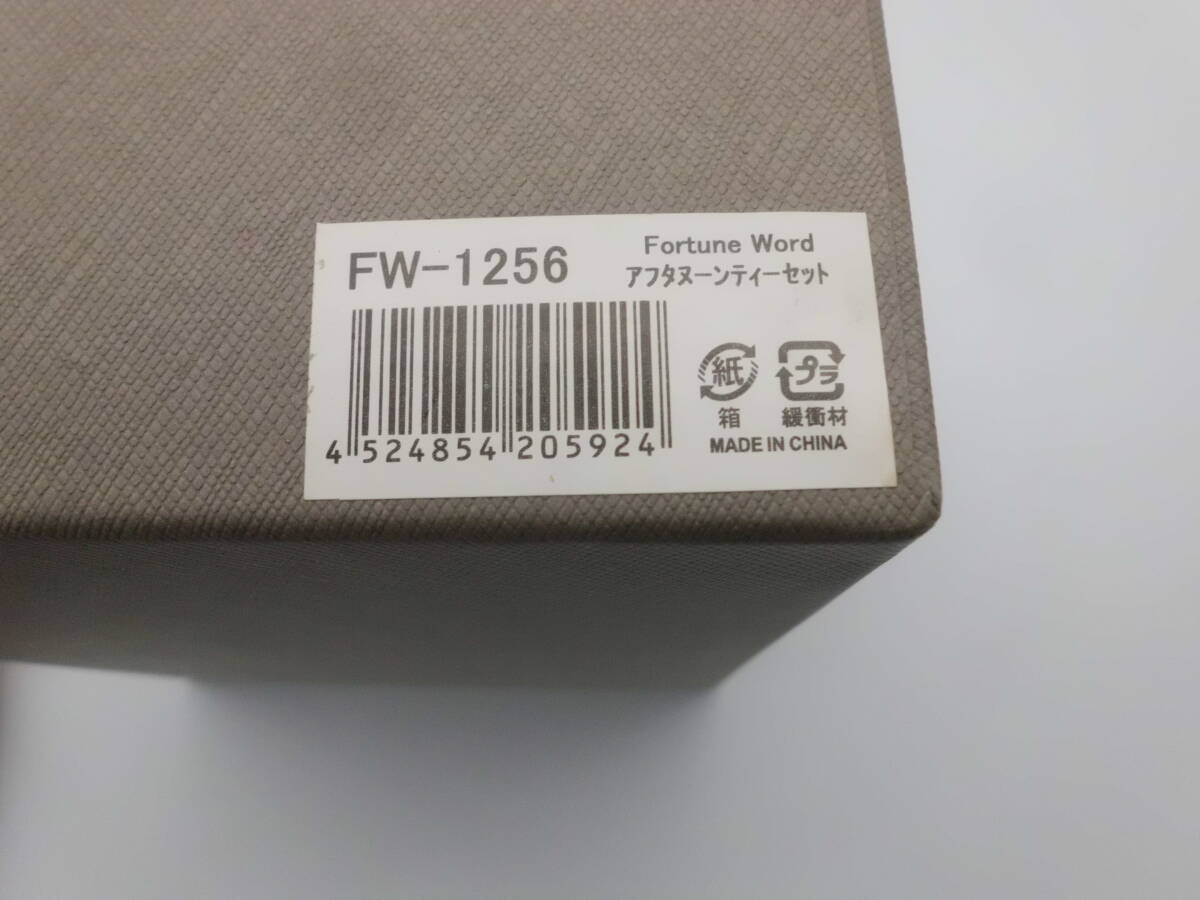 FW-1256
Fortune Word
アフタヌーンティーセット
4 524854 205924
紙 プラ
箱 緩衝材
MADE IN CHINA